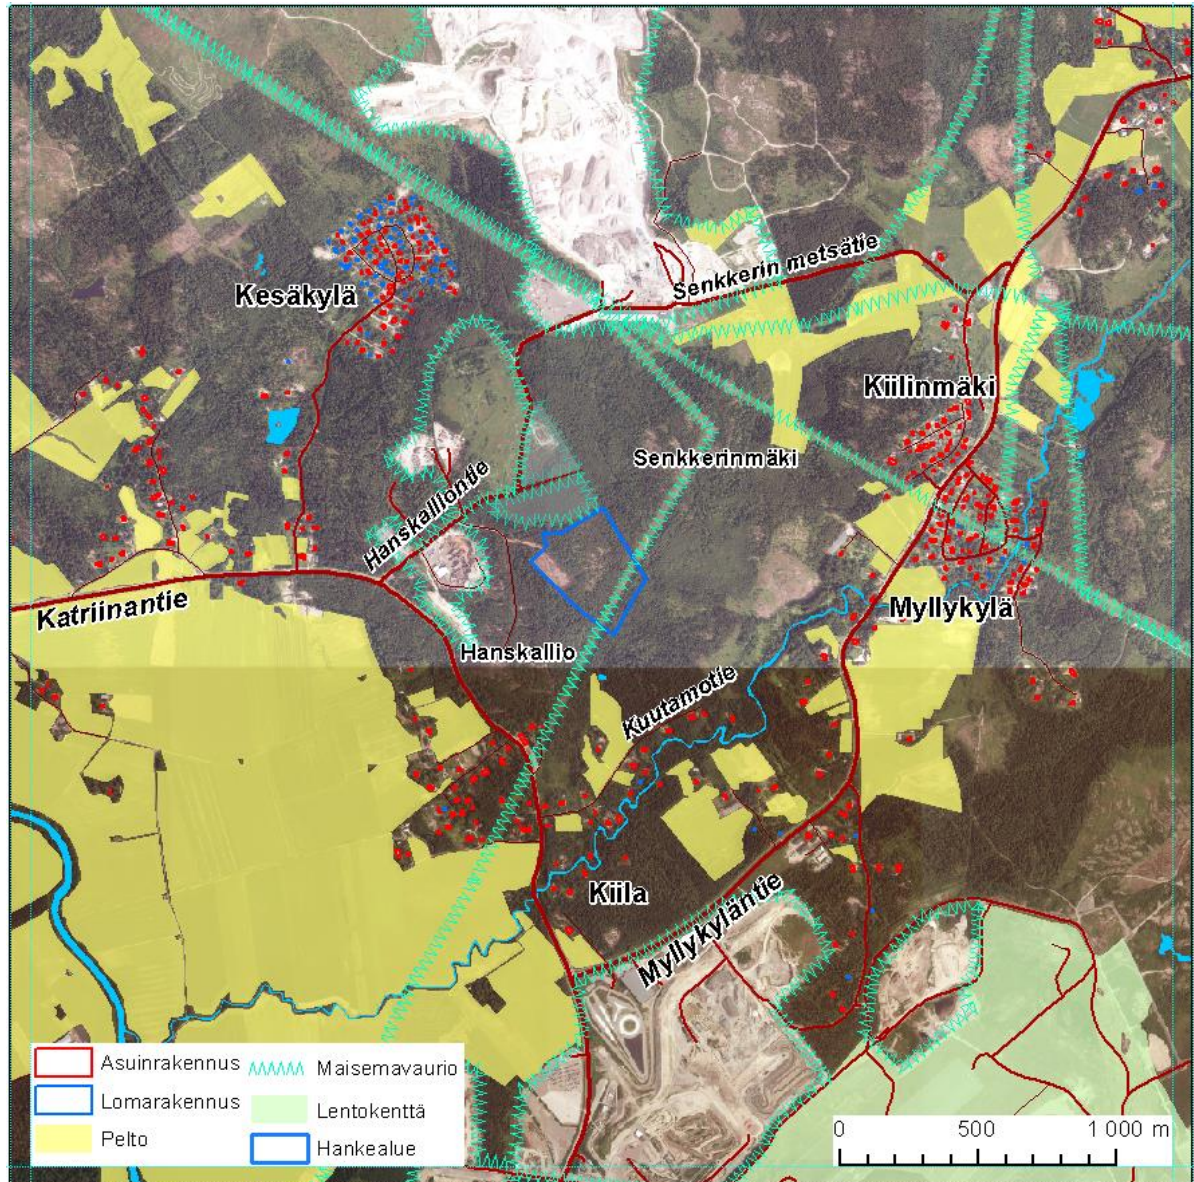 Senkkerin metsätie
Kesäkylä
Kiilinmäki
Senkkerinmäki
Hanskalliontie
Katriinantie
Myllykylä
Hanskallio
Kuutamotie
Kiila
Myllykyläntie
Asuinrakennus
Lomarakennus
Pelto
Maisemavaurio
Lentokenttä
Hankealue
0 500 1 000 m